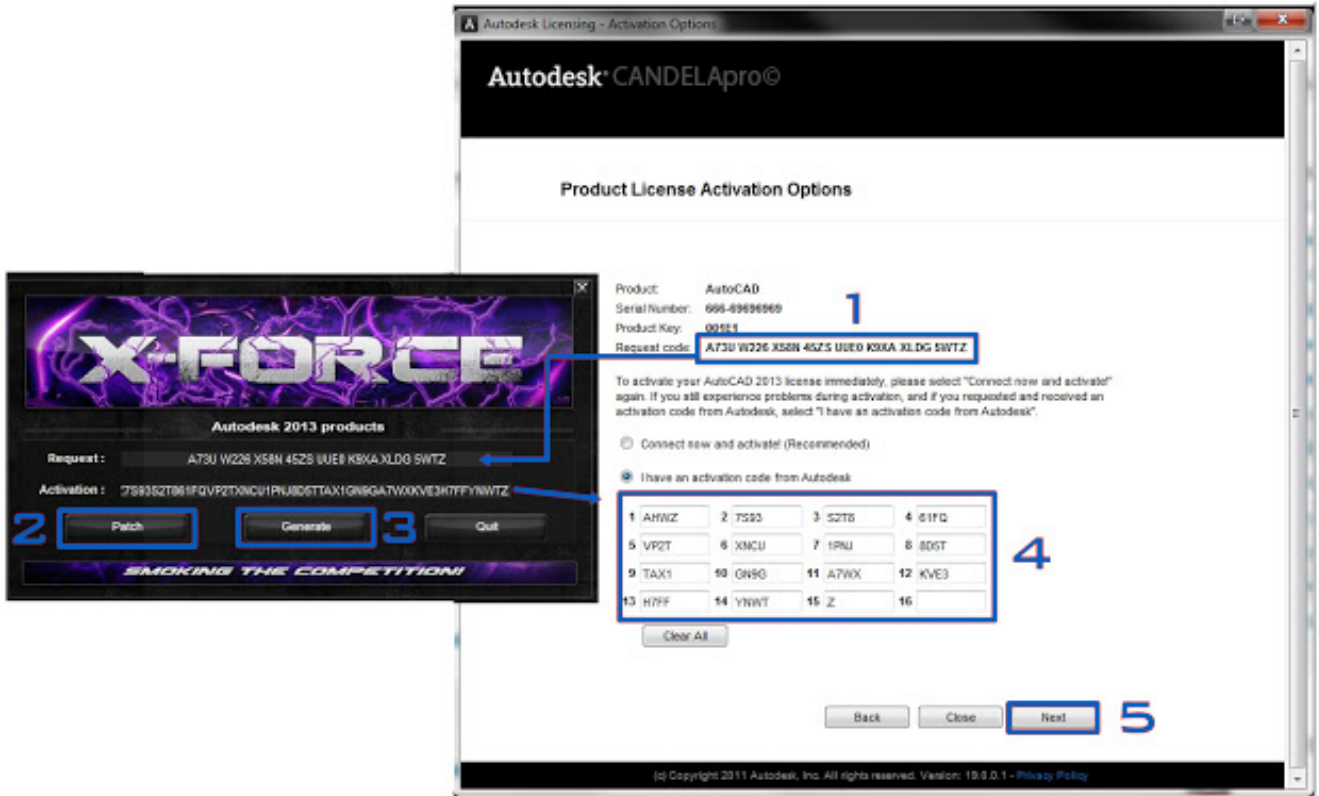 Autodesk Licensing - Activation Options
Autodesk CANDELApro©
Product License Activation Options
Product: AutoCAD
Serial Number: 666-69696969
Product Key: 001E1
1
Request code: A73U W226 X58N 45ZS UUE0 K9XA XLDG 5WTZ
To activate your AutoCAD 2013 license immediately, please select "Connect now and activate!"
again. If you still experience problems during activation, and if you requested and received an
activation code from Autodesk, select "I have an activation code from Autodesk".
Connect now and activate! (Recommended)
I have an activation code from Autodesk
1 AHWZ 2 7S93 3 S2T8 4 61FQ
5 VP2T 6 XNCU 7 1PNJ 8 8DST
9 TAX1 10 GN9G 11 A7WX 12 KVE3
13 H7FF 14 YNWT 15 Z 16
4
Clear All
Back Close Next
5
(c) Copyright 2011 Autodesk, Inc. All rights reserved. Version: 19.0.0.1 - Privacy Policy
X-FORCE
Autodesk 2013 products
Request: A73U W226 X58N 45ZS UUE0 K9XA XLDG 5WTZ
Activation:
2 Patch Generate 3 Quit
SMOKING THE COMPETITION!